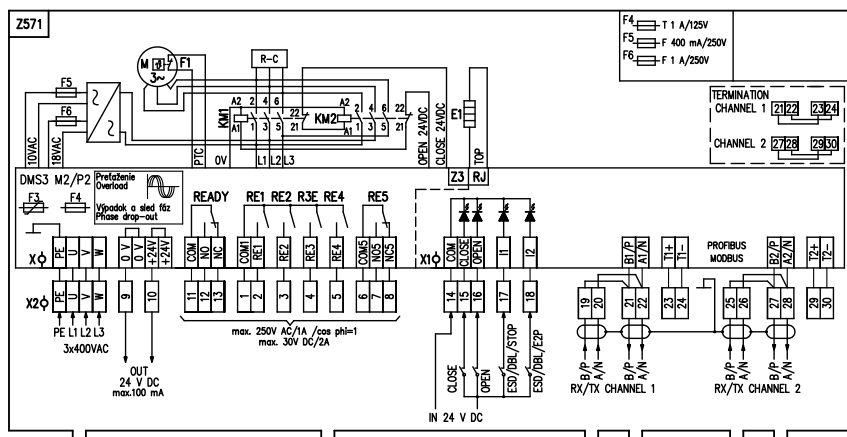 Z571
F4 T 1 A/125V
F5 F 400 mA/250V
F6 F 1 A/250V
TERMINATION
CHANNEL 1 21 22 23 24
CHANNEL 2 27 28 29 30
M 3~ F1
R-C
F5
F6
A2 2 4 6 22
KM1
A1 1 3 5 21
A2 2 4 6 22
KM2
A1 1 3 5 21
E1
10VAC
18VAC
PTC
0V
L1 L2 L3
OPEN 24VDC
CLOSE 24VDC
TOP
DMS3 M2/P2
F3
F4
Preťaženie
Overload
Výpadok a sled fáz
Phase drop-out
Z3 RJ
READY RE1 RE2 R3E RE4 RE5
X PE U V W 0 V 0 V +24V +24V
COM NO NC COM1 RE1 RE2 RE3 RE4 COM5 NO5 NC5
X1 COM CLOSE OPEN I1 I2
B1/P A1/N T1+ T1-
PROFIBUS
MODBUS
B2/P A2/N T2+ T2-
X2 PE U V W 9 10 11 12 13 1 2 3 4 5 6 7 8
14 15 16 17 18 19 20 21 22 23 24 25 26 27 28 29 30
PE L1 L2 L3
3x400VAC
OUT
24 V DC
max.100 mA
max. 250V AC/1A /cos phi=1
max. 30V DC/2A
CLOSE
OPEN
ESD/DBL/STOP
ESD/DBL/E2P
IN 24 V DC
B/P A/N B/P A/N
RX/TX CHANNEL 1
B/P A/N B/P A/N
RX/TX CHANNEL 2